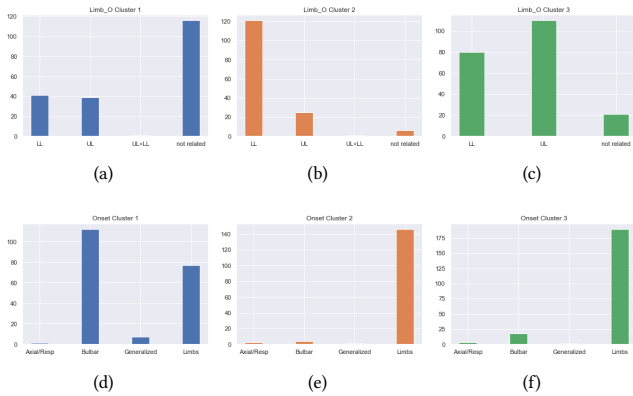 Limb_O Cluster 1
120
100
80
60
40
20
0
LL UL UL+LL not related
(a)
Limb_O Cluster 2
120
100
80
60
40
20
0
LL UL UL+LL not related
(b)
Limb_O Cluster 3
100
80
60
40
20
0
LL UL not related
(c)
Onset Cluster 1
100
80
60
40
20
0
Axial/Resp Bulbar Generalized Limbs
(d)
Onset Cluster 2
140
120
100
80
60
40
20
0
Axial/Resp Bulbar Generalized Limbs
(e)
Onset Cluster 3
175
150
125
100
75
50
25
0
Axial/Resp Bulbar Generalized Limbs
(f)